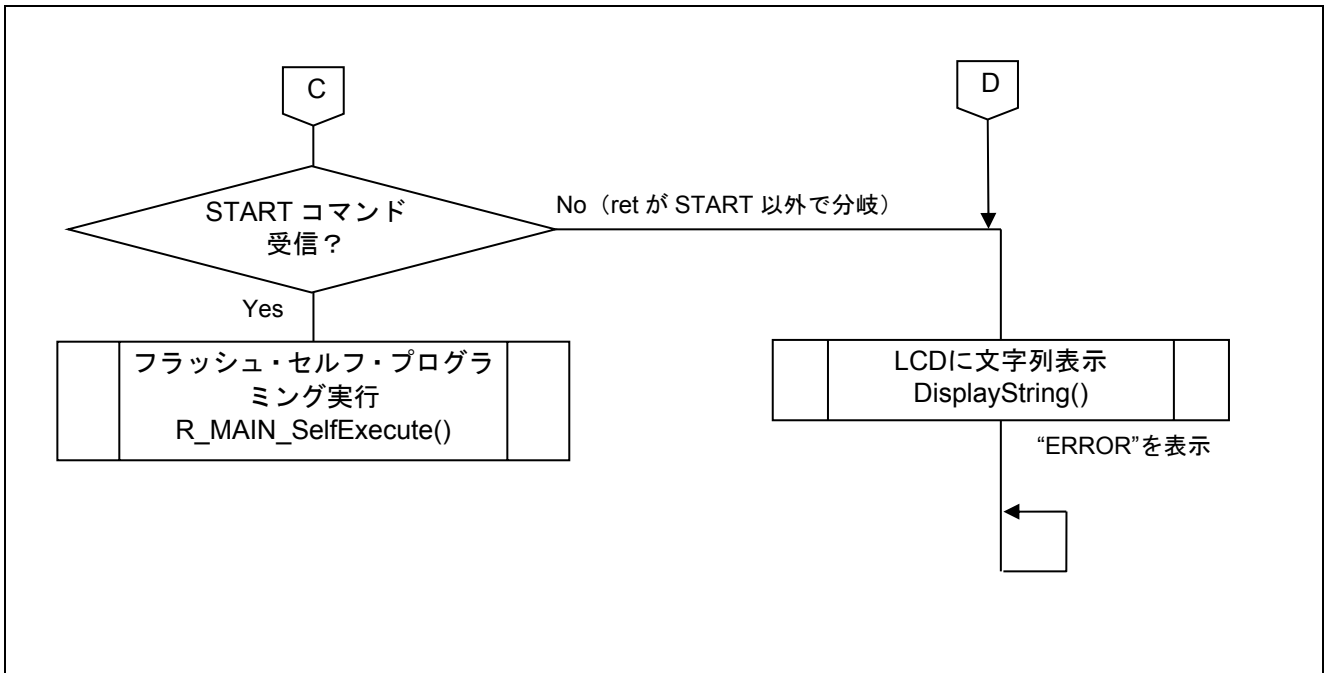 C
D
START コマンド
受信？
No（ret が START 以外で分岐）
Yes
フラッシュ・セルフ・プログラ
ミング実行
R_MAIN_SelfExecute()
LCDに文字列表示
DisplayString()
“ERROR”を表示